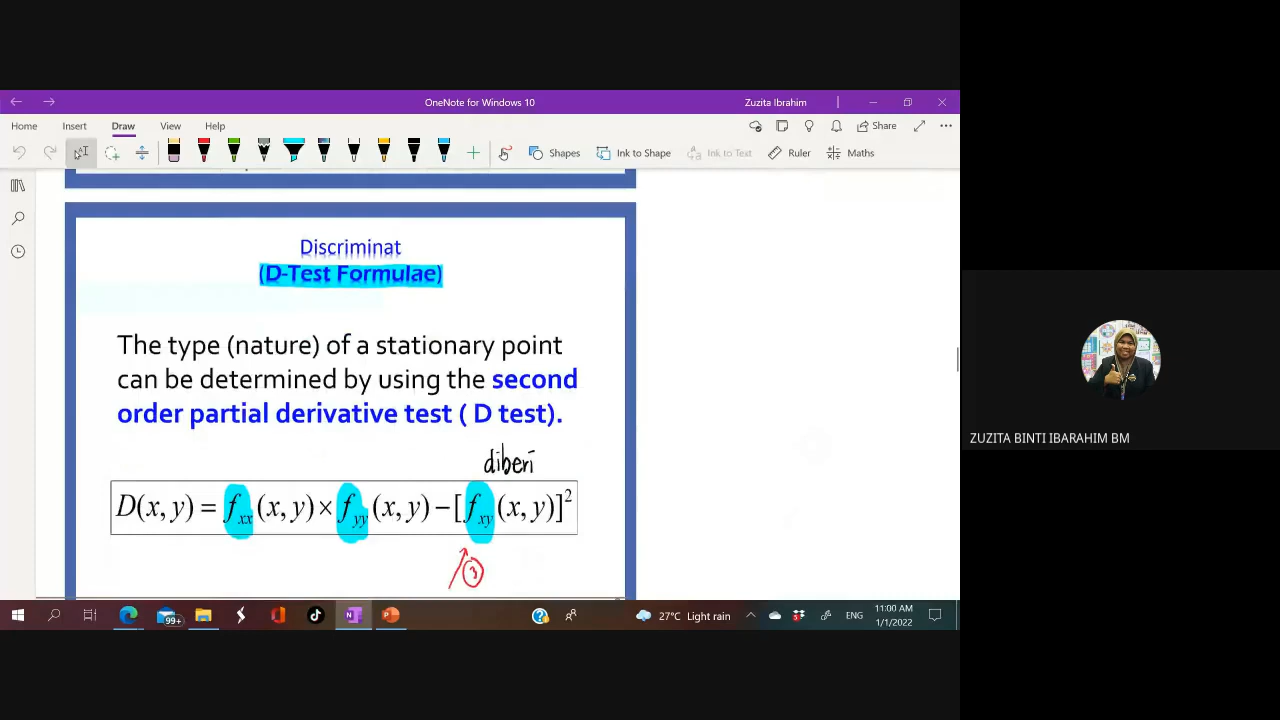 OneNote for Windows 10
Zuzita Ibrahim
Home Insert Draw View Help
Share
Shapes Ink to Shape Ink to Text Ruler Maths
Discriminat
(D-Test Formulae)
The type (nature) of a stationary point
can be determined by using the second
order partial derivative test ( D test).
diberi
D(x, y) = fxx (x, y) × fyy (x, y) − [fxy (x, y)]²
3
ZUZITA BINTI IBARAHIM BM
99+
27°C Light rain
5
ENG
11:00 AM
1/1/2022